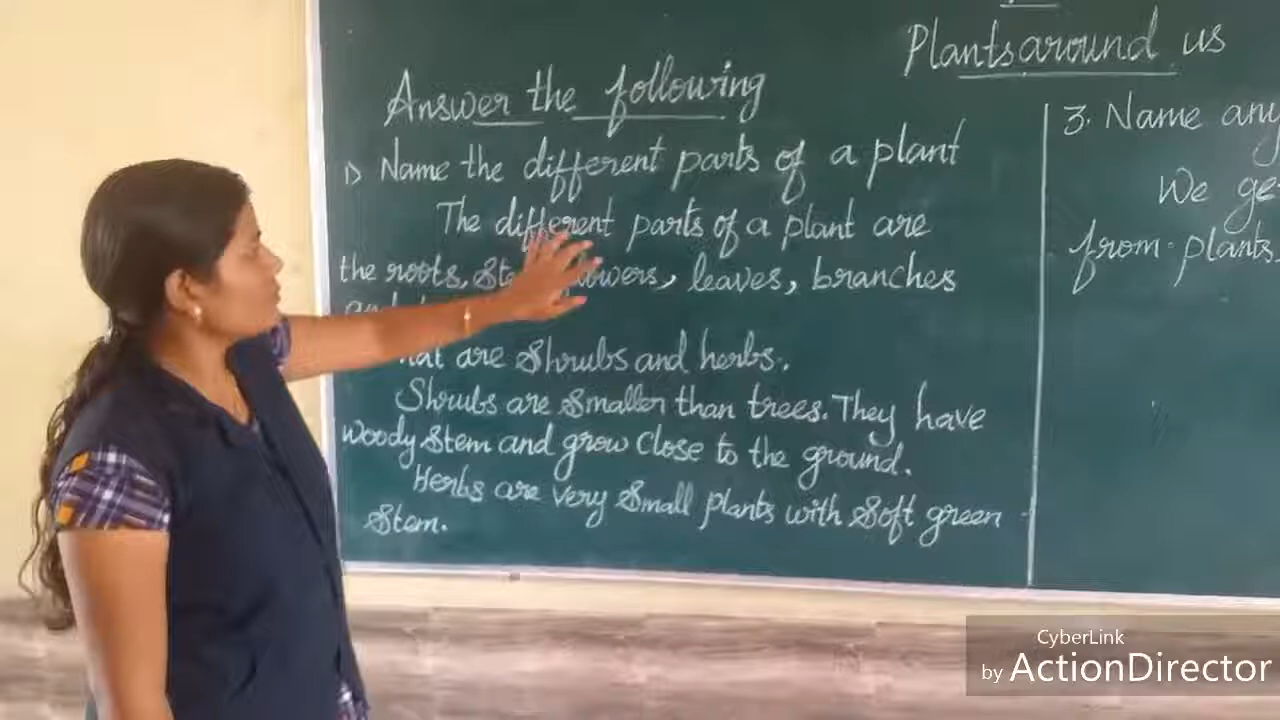 Plants around us
Answer the following
1) Name the different parts of a plant
The different parts of a plant are
the roots, flowers, leaves, branches
are Shrubs and herbs.
Shrubs are smaller than trees. They have
woody stem and grow close to the ground.
Herbs are very small plants with soft green
stem.
3. Name any
We
from plants.
CyberLink
by ActionDirector